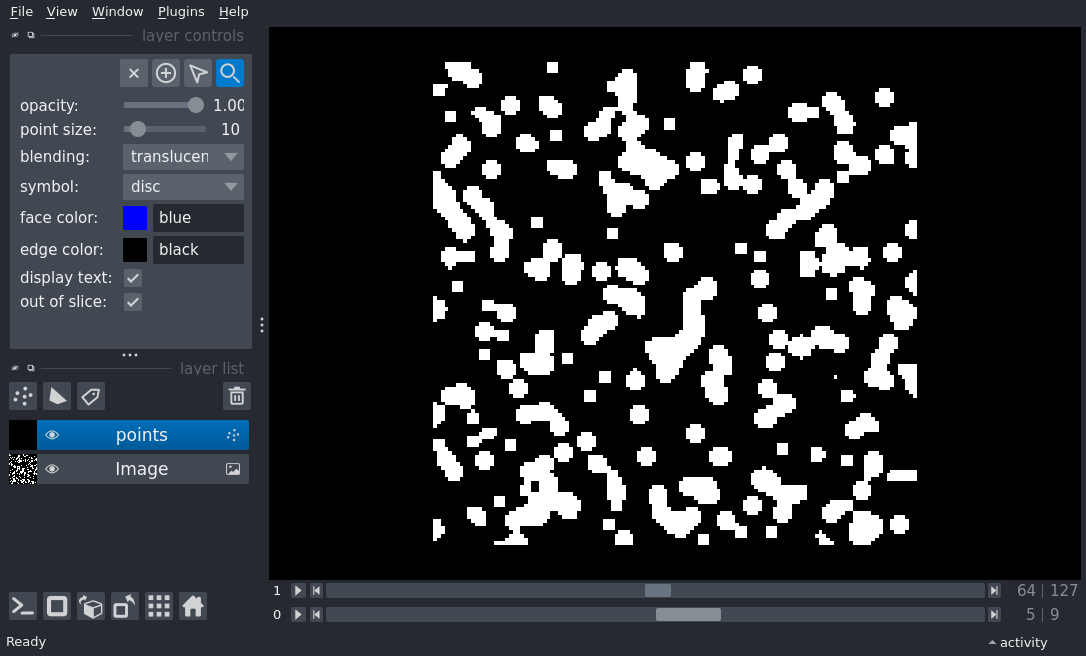 File View Window Plugins Help
layer controls
opacity: 1.00
point size: 10
blending: translucen
symbol: disc
face color: blue
edge color: black
display text:
out of slice:
layer list
points
Image
1 64 127
0 5 9
Ready activity